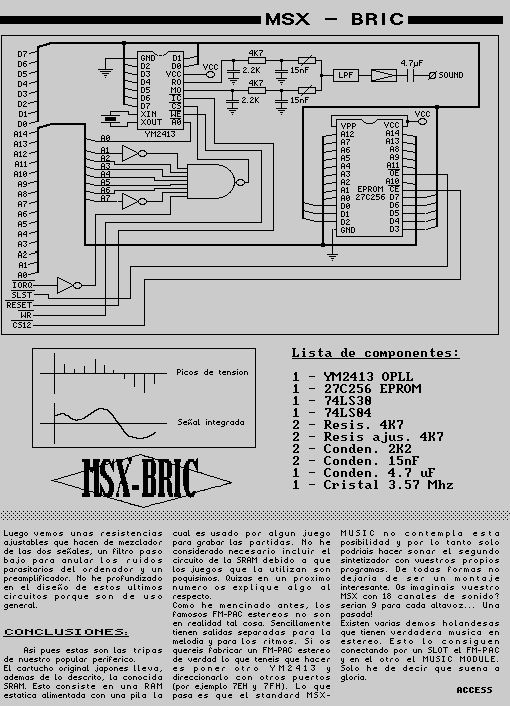 MSX - BRIC
D7
D6
D5
D4
D3
D2
D1
D0
A14
A13
A12
A11
A10
A9
A8
A7
A6
A5
A4
A3
A2
A1
A0
IORQ
SLST
RESET
WR
CS12
GND
D2
D3
D4
D5
D6
D7
XIN
XOUT
D1
D0
VCC
RO
MO
IC
CS
WE
A0
YM2413
VCC
4K7
2.2K
15nF
4K7
2.2K
15nF
LPF
4.7µF
SOUND
A0
A1
A2
A3
A4
A5
A6
A7
VCC
VPP
A12
A7
A6
A5
A4
A3
A2
A1
A0
D0
D1
D2
GND
EPROM
27C256
VCC
A14
A13
A8
A9
A11
OE
A10
CE
D7
D6
D5
D4
D3
Picos de tension
Señal integrada
MSX-BRIC
Lista de componentes:
1 - YM2413 OPLL
1 - 27C256 EPROM
1 - 74LS30
1 - 74LS04
2 - Resis. 4K7
2 - Resis ajus. 4K7
2 - Conden. 2K2
2 - Conden. 15nF
1 - Conden. 4.7 uF
1 - Cristal 3.57 Mhz
Luego vemos unas resistencias
ajustables que hacen de mezclador
de las dos señales, un filtro paso
bajo para anular los ruidos
parasitarios del ordenador y un
preamplificador. No he profundizado
en el diseño de estos ultimos
circuitos porque son de uso
general.
CONCLUSIONES:
Asi pues estas son las tripas
de nuestro popular periferico.
El cartucho original japones lleva,
ademas de lo descrito, la conocida
SRAM. Esto consiste en una RAM
estatica alimentada con una pila la
cual es usado por algun juego
para grabar las partidas. No he
considerado necesario incluir el
circuito de la SRAM debido a que
los juegos que la utilizan son
poquisimos. Quizas en un proximo
numero os explique algo al
respecto.
Como he mencinado antes, los
famosos FM-PAC estereos no son
en realidad tal cosa. Sencillamente
tienen salidas separadas para la
melodia y para los ritmos. Si os
quereis fabricar un FM-PAC estereo
de verdad lo que teneis que hacer
es poner otro YM2413 y
direccionarlo con otros puertos
(por ejemplo 7EH y 7FH). Lo que
pasa es que el standard MSX-
MUSIC no contempla esta
posibilidad y por lo tanto solo
podriais hacer sonar el segundo
sintetizador con vuestros propios
programas. De todas formas no
dejaria de ser un montaje
interesante. Os imaginais vuestro
MSX con 18 canales de sonido?
serian 9 para cada altavoz... Una
pasada!
Existen varias demos holandesas
que tienen verdadera musica en
estereo. Esto lo consiguen
conectando por un SLOT el FM-PAC
y en el otro el MUSIC MODULE.
Solo he de decir que suena a
gloria.
ACCESS